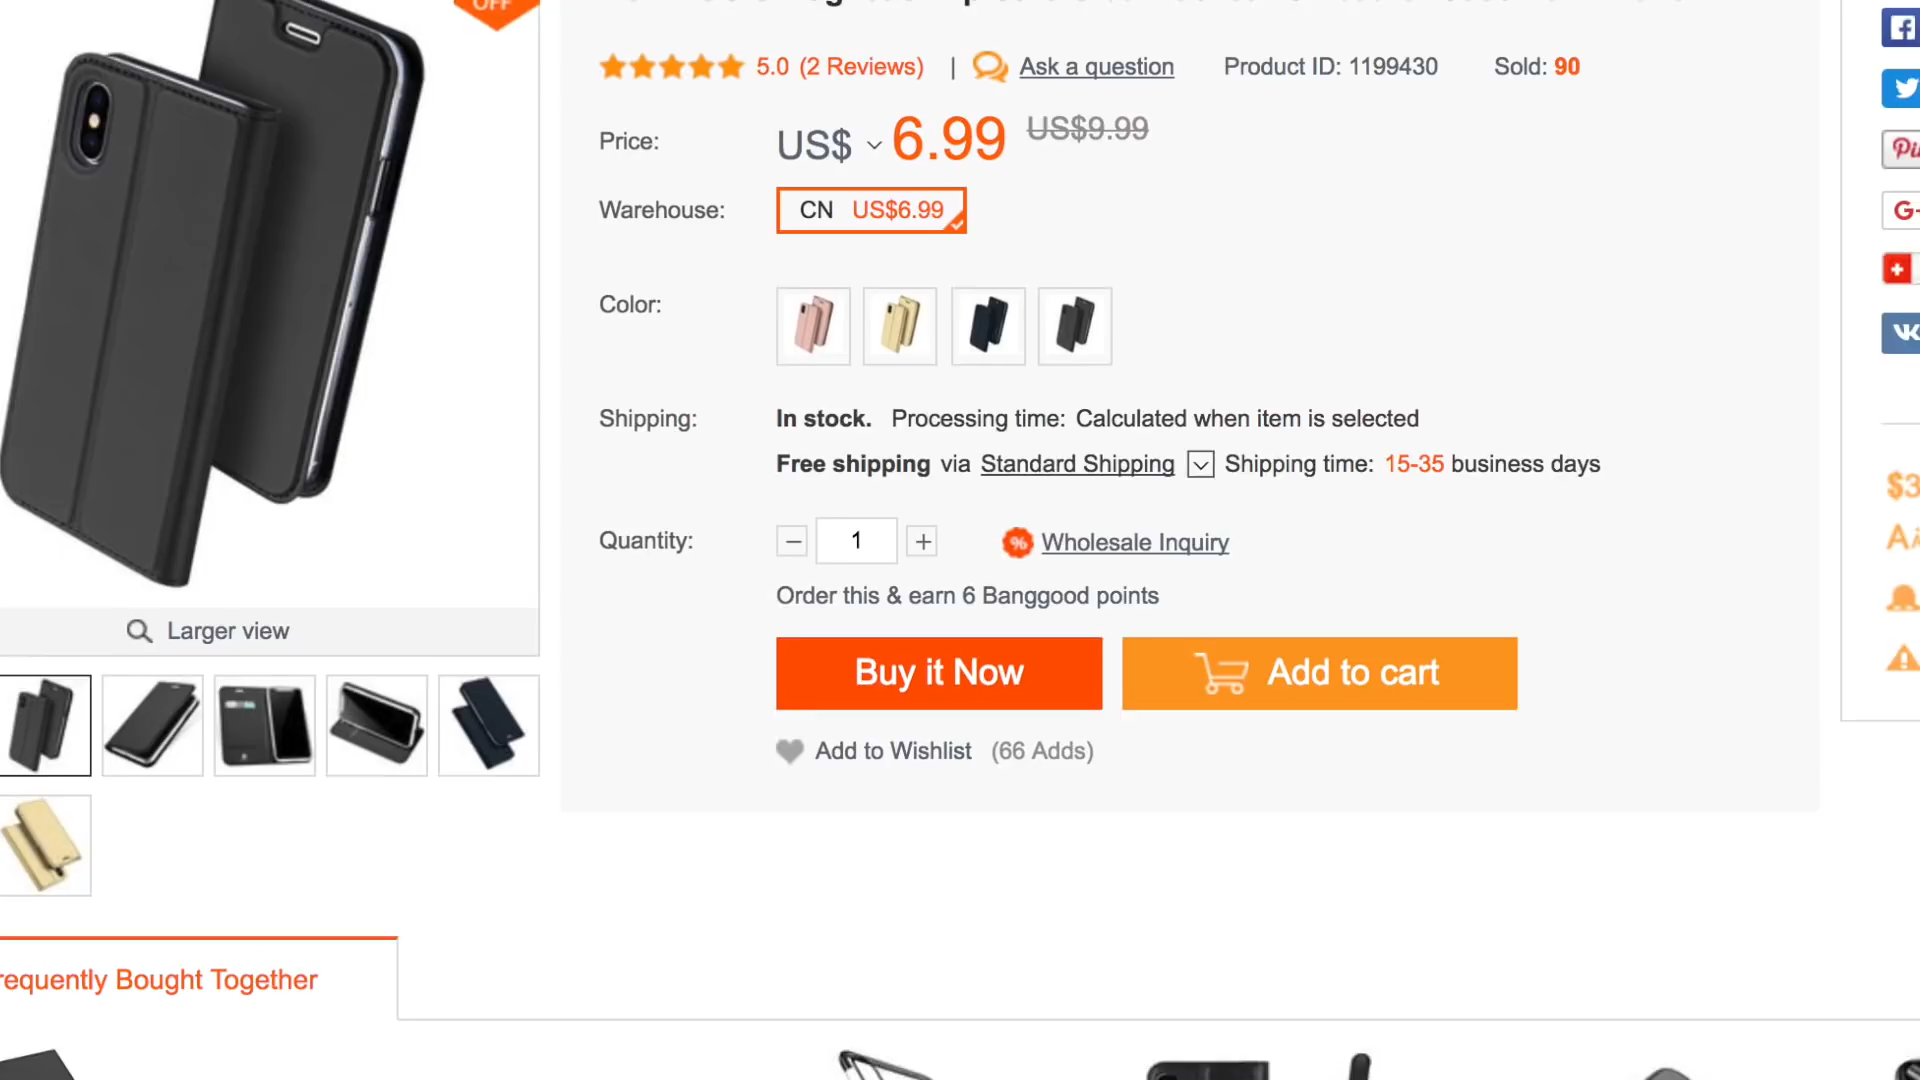 OFF
5.0 (2 Reviews) | Ask a question Product ID: 1199430 Sold: 90
Price: US$ 6.99 US$9.99
Warehouse: CN US$6.99
Color:
Shipping: In stock. Processing time: Calculated when item is selected
Free shipping via Standard Shipping Shipping time: 15-35 business days
Quantity: − 1 + % Wholesale Inquiry
Order this & earn 6 Banggood points
Larger view
Buy it Now Add to cart
Add to Wishlist (66 Adds)
requently Bought Together
Pi
G+
$3